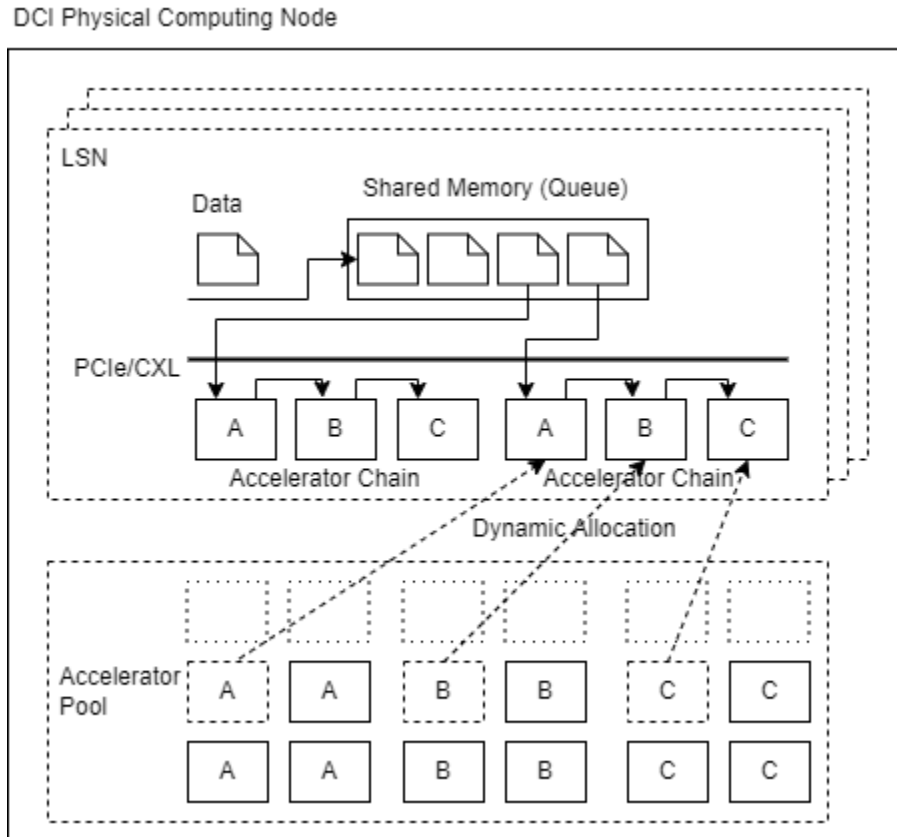 DCI Physical Computing Node
LSN
Shared Memory (Queue)
Data
PCIe/CXL
A B C A B C
Accelerator Chain Accelerator Chain
Dynamic Allocation
Accelerator
Pool
A A B B C C
A A B B C C